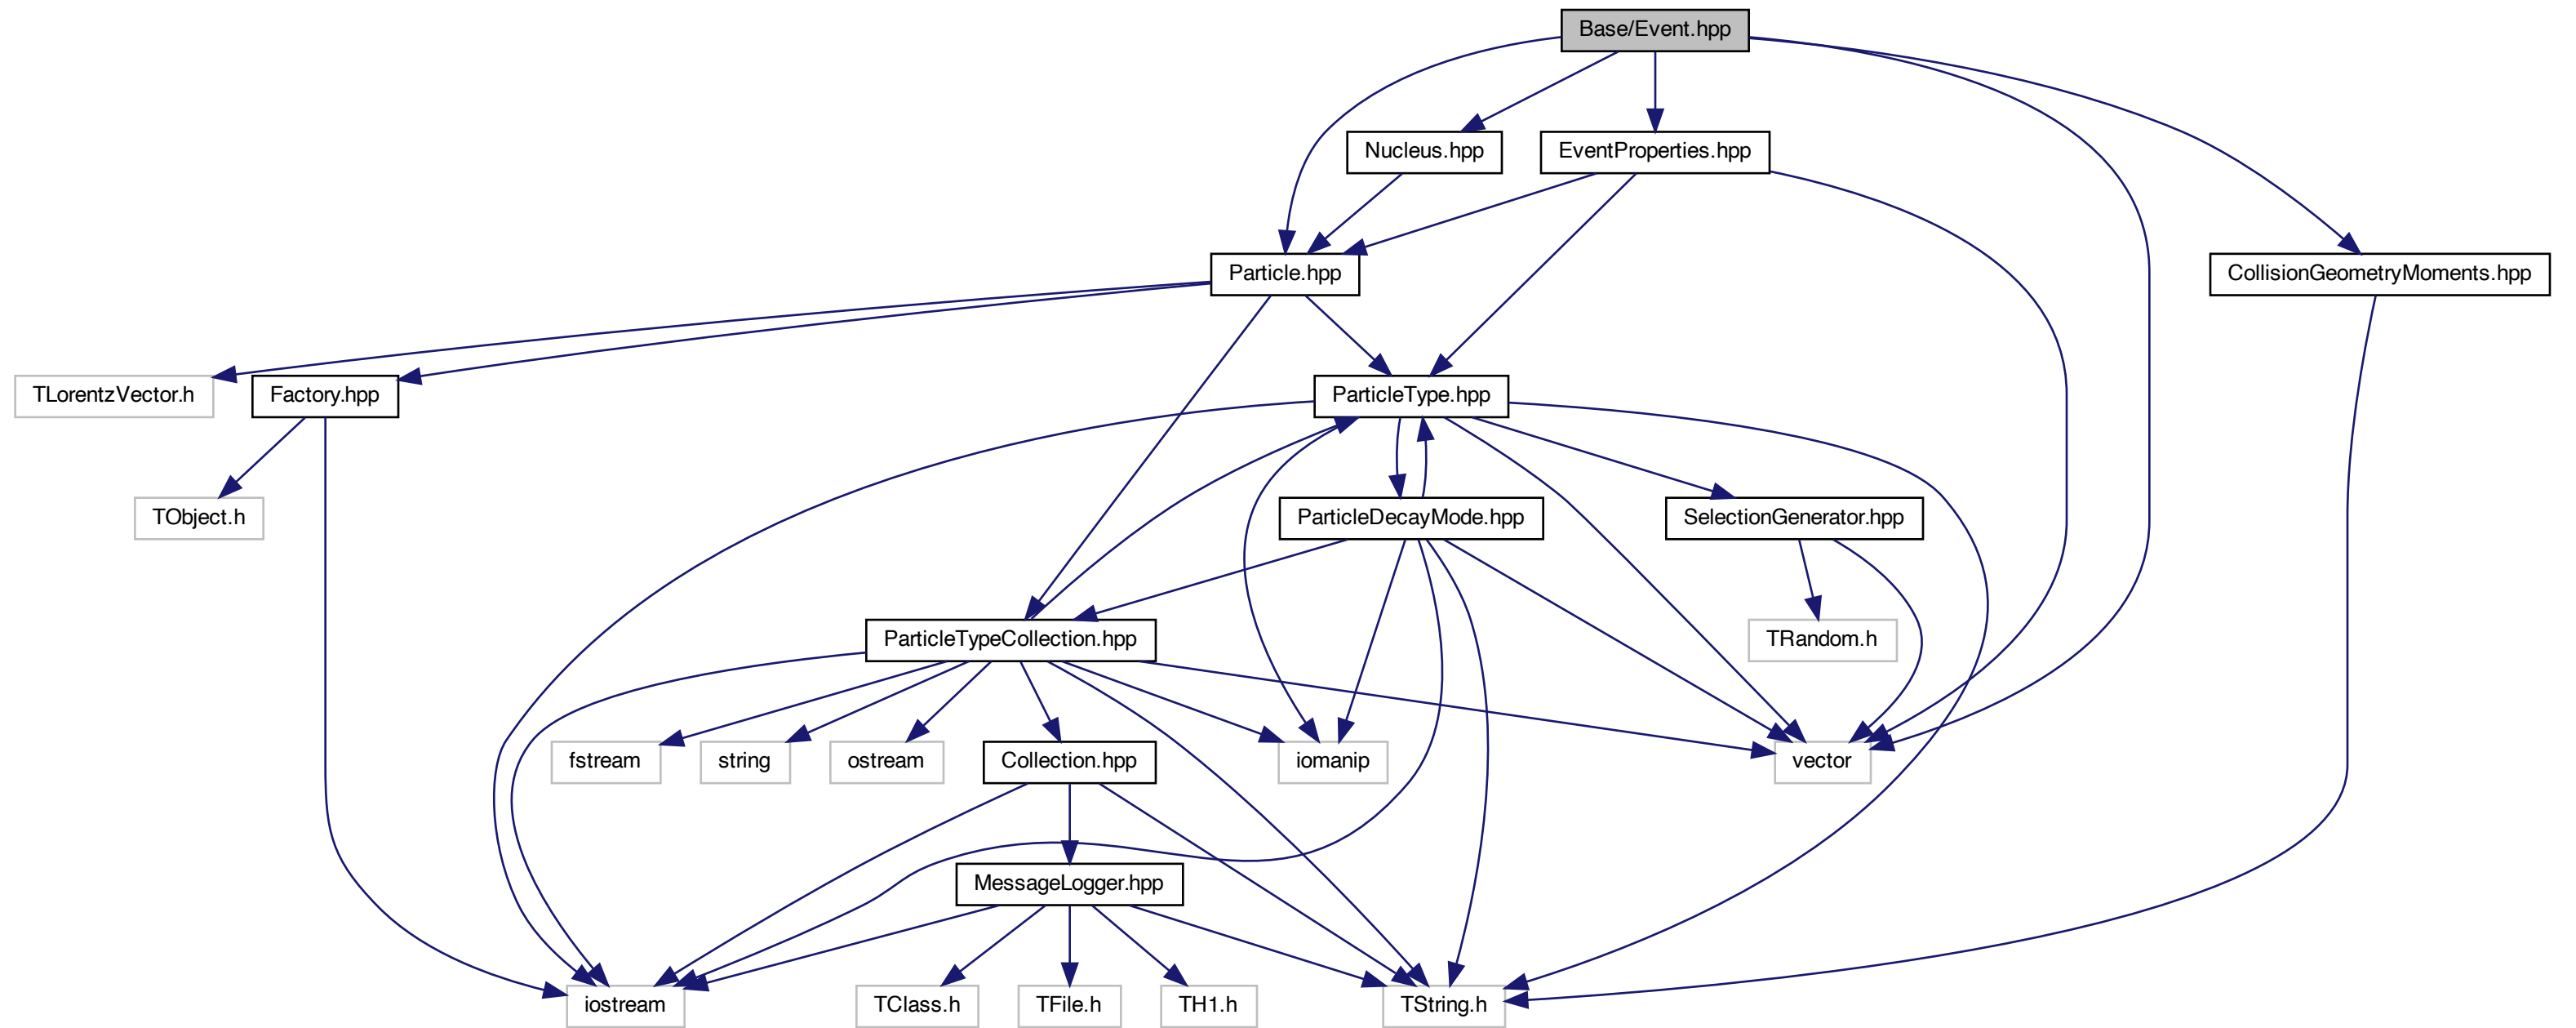 Base/Event.hpp
Nucleus.hpp
EventProperties.hpp
Particle.hpp
CollisionGeometryMoments.hpp
TLorentzVector.h
Factory.hpp
ParticleType.hpp
TObject.h
ParticleDecayMode.hpp
SelectionGenerator.hpp
ParticleTypeCollection.hpp
TRandom.h
fstream
string
ostream
Collection.hpp
iomanip
vector
MessageLogger.hpp
iostream
TClass.h
TFile.h
TH1.h
TString.h